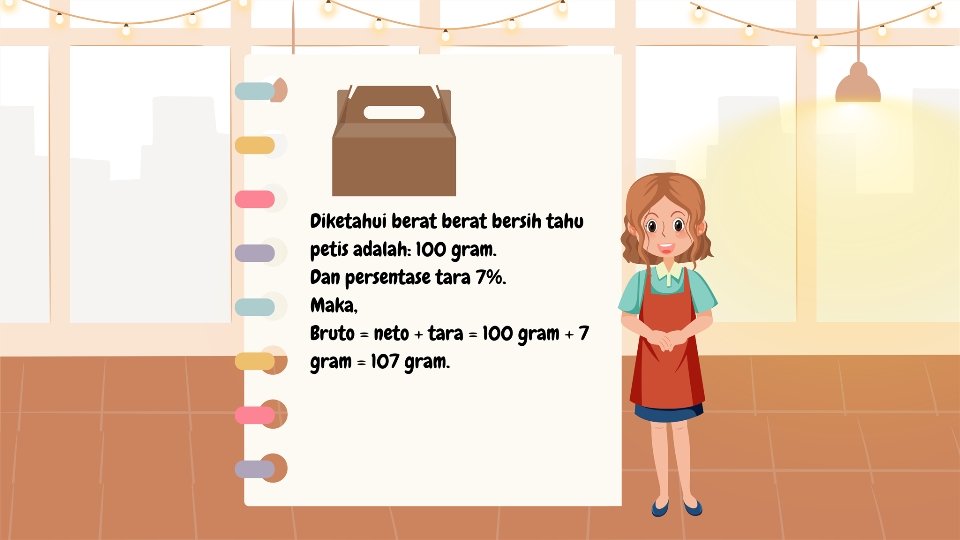 Diketahui berat berat bersih tahu
petis adalah: 100 gram.
Dan persentase tara 7%.
Maka,
Bruto = neto + tara = 100 gram + 7
gram = 107 gram.